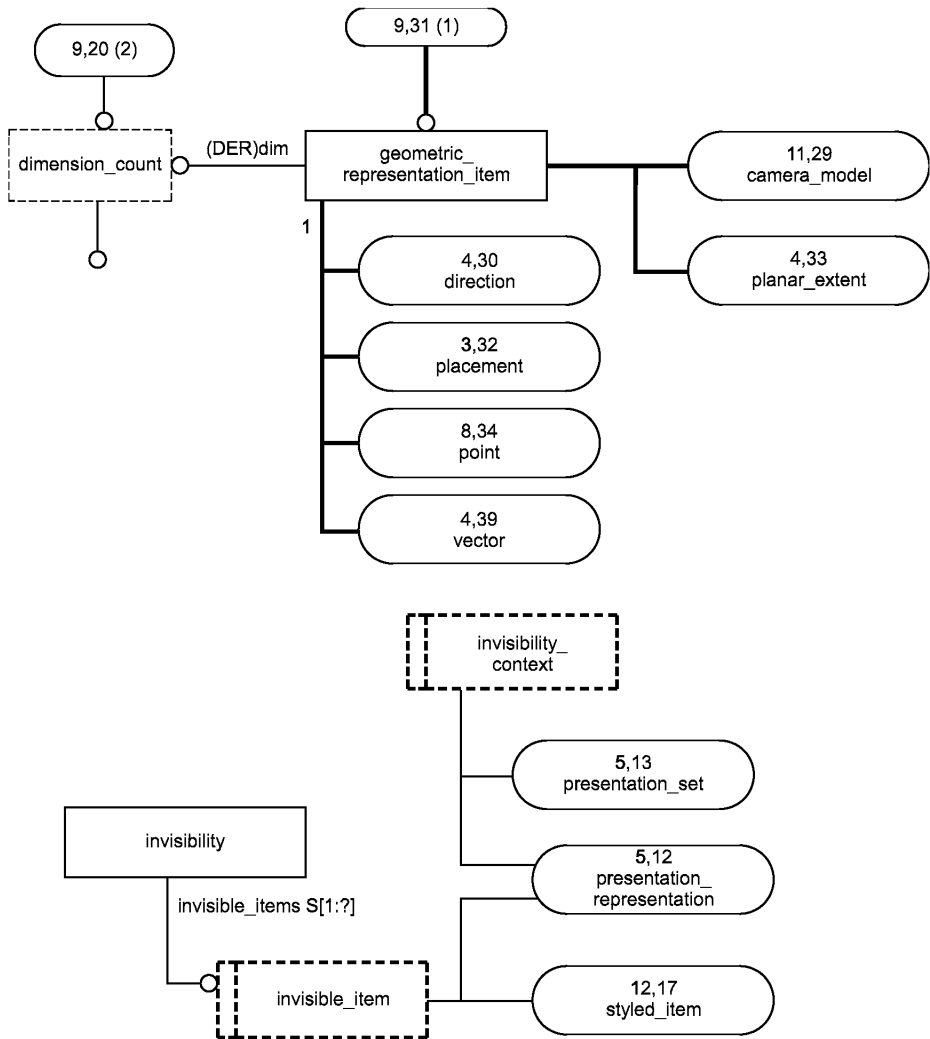 9,20 (2)
9,31 (1)
dimension_count
(DER)dim
geometric_
representation_item
11,29
camera_model
1
4,30
direction
4,33
planar_extent
3,32
placement
8,34
point
4,39
vector
invisibility_
context
5,13
presentation_set
invisibility
5,12
presentation_
representation
invisible_items S[1:?]
invisible_item
12,17
styled_item